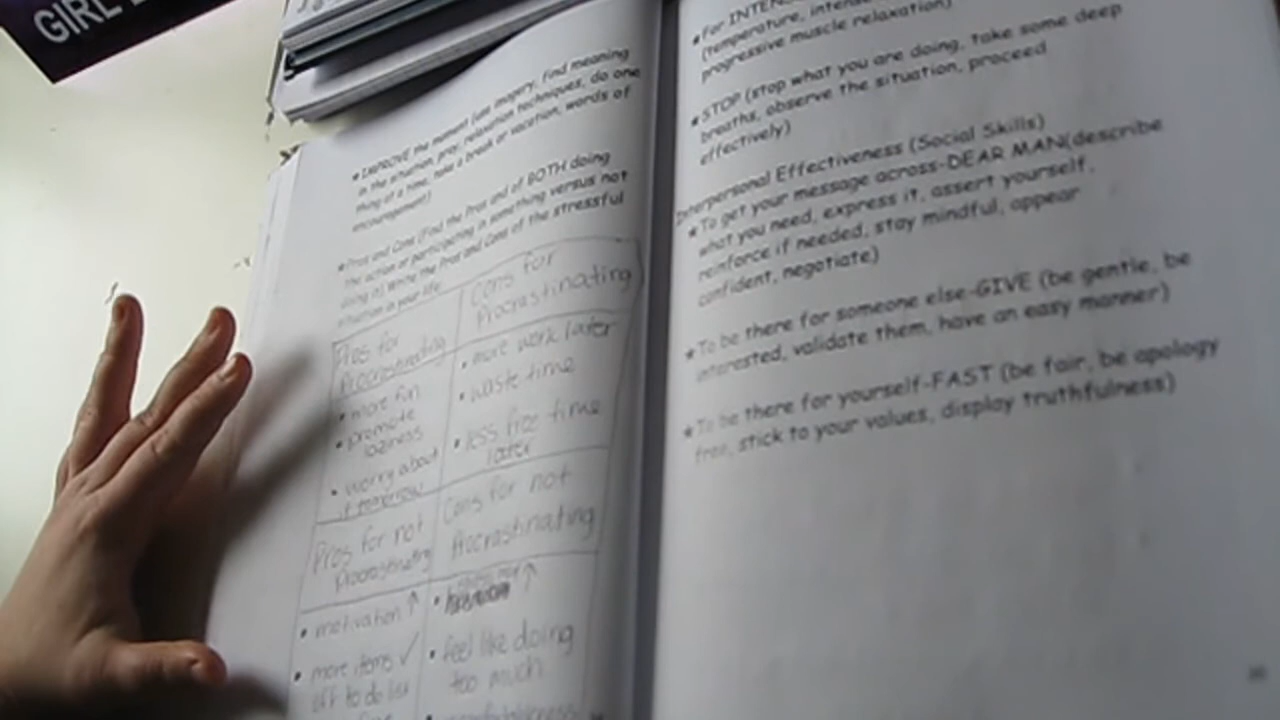 GIRL
*IMPROVE the moment (use imagery, find meaning
in the situation, pray, relaxation techniques, do one
thing at a time, take a break or vacation, words of
encouragement)
*Pros and Cons (Find the Pros and of BOTH doing
the action or participating in something versus not
doing it) Write the Pros and Cons of the stressful
situation in your life
Pros for
Procrastinating
• more fun
• promote
laziness
• worry about
it tomorrow
Cons for
Procrastinating
• more work later
• waste time
• less free time
later
Pros for not
Procrastinating
• motivation ↑
• more items ✓
off to do list
Cons for not
Procrastinating
• feel like doing
too much
*For
(temperature,
progressive muscle relaxation)
*STOP (stop what you are doing, take some deep
breaths, observe the situation, proceed
effectively)
Interpersonal Effectiveness (Social Skills)
*To get your message across-DEAR MAN(describe
what you need, express it, assert yourself,
reinforce if needed, stay mindful, appear
confident, negotiate)
*To be there for someone else-GIVE (be gentle, be
interested, validate them, have an easy manner)
*To be there for yourself-FAST (be fair, be apology
free, stick to your values, display truthfulness)